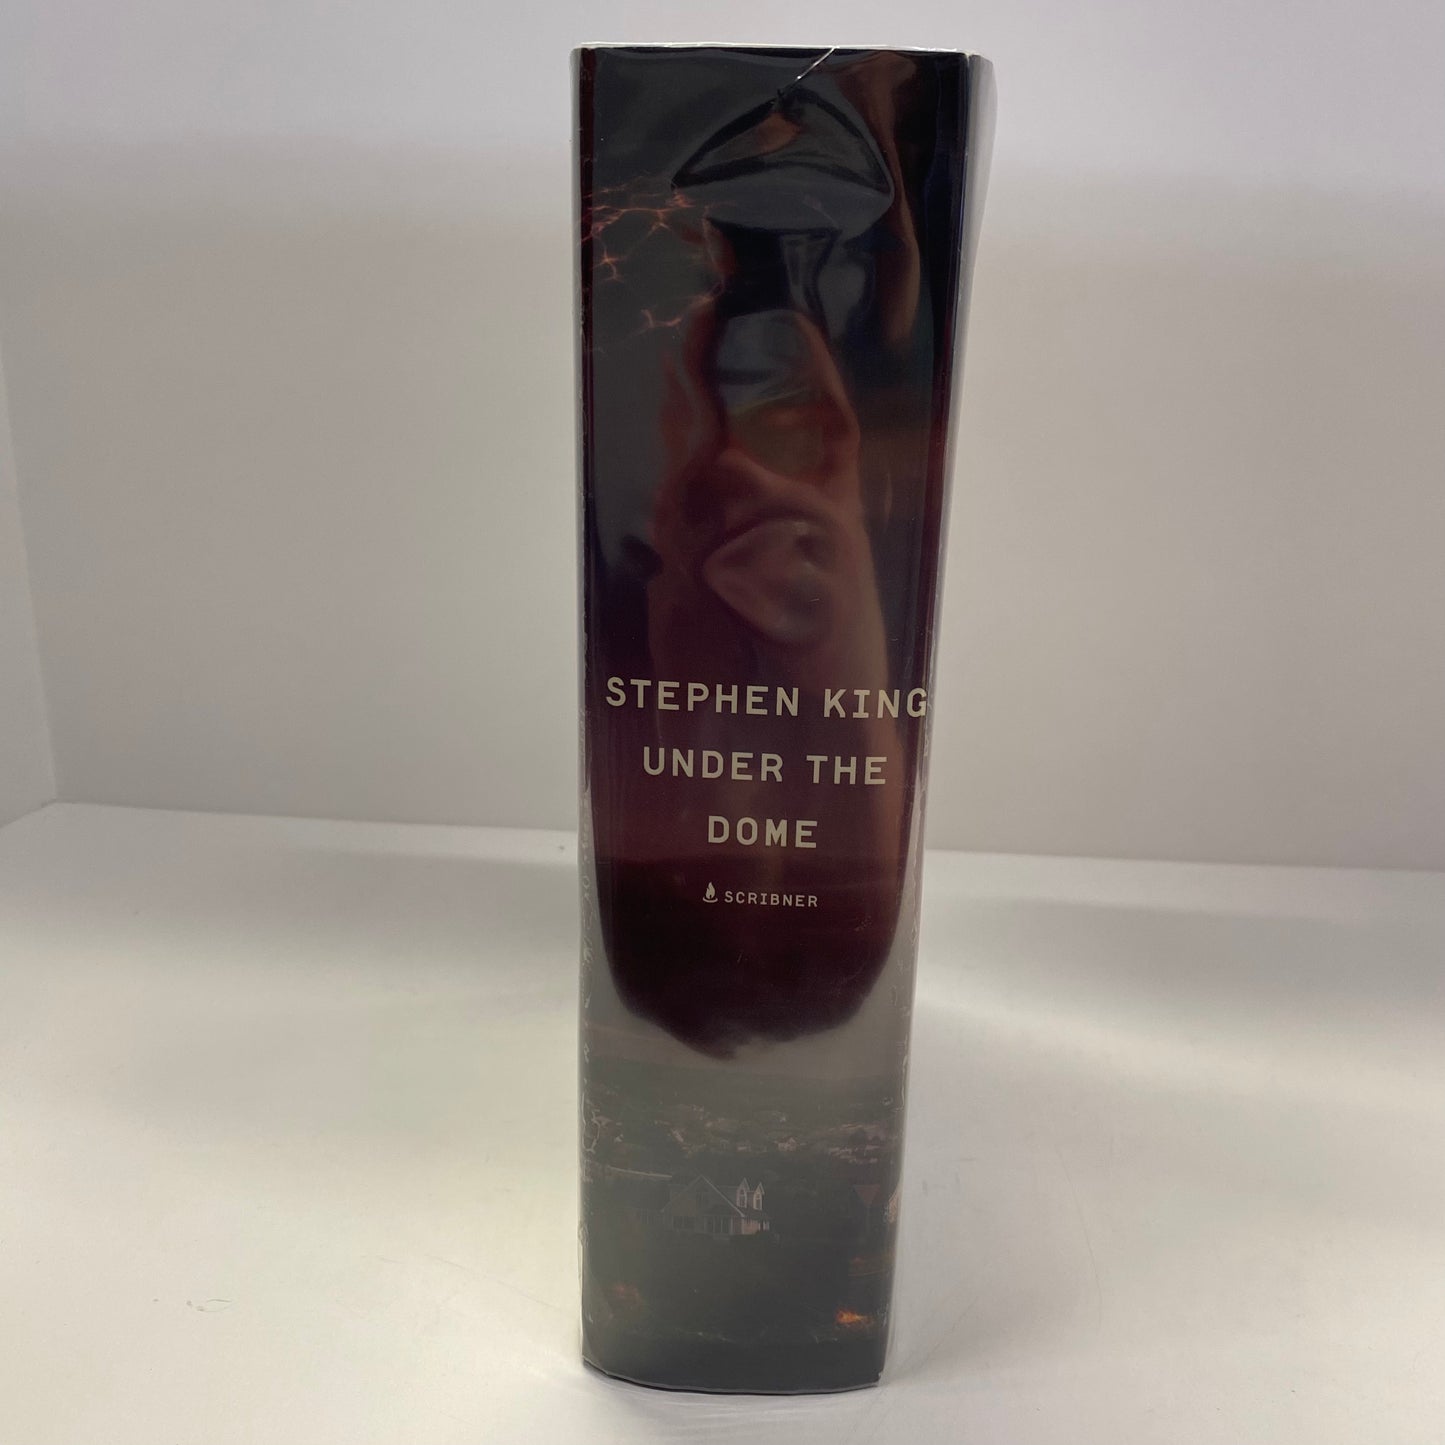 STEPHEN KING
UNDER THE
DOME
SCRIBNER